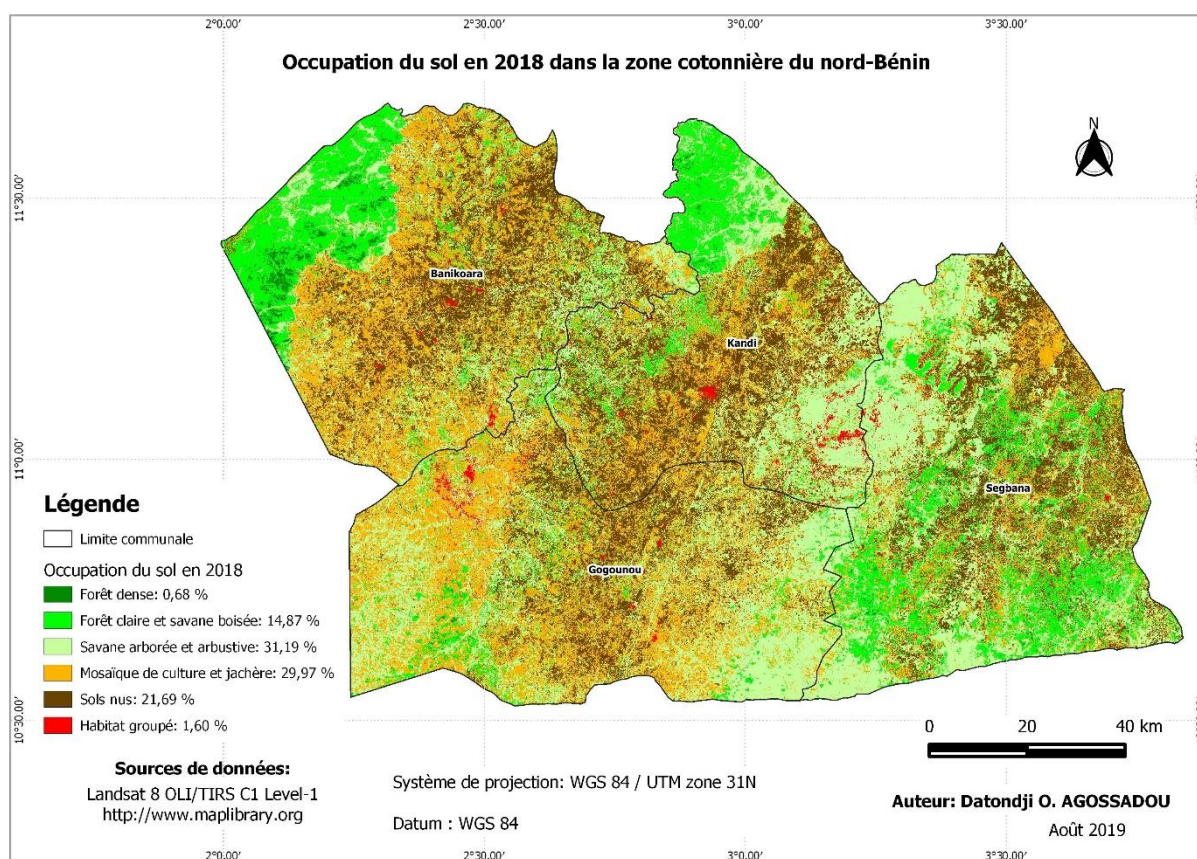 2°0.00'
2°30.00'
3°0.00'
3°30.00'
Occupation du sol en 2018 dans la zone cotonnière du nord-Bénin
N
11°30.00'
11°30.00'
Banikoara
Kandi
11°0.00'
Segbana
Gogounou
Légende
Limite communale
Occupation du sol en 2018
Forêt dense: 0,68 %
Forêt claire et savane boisée: 14,87 %
Savane arborée et arbustive: 31,19 %
Mosaïque de culture et jachère: 29,97 %
Sols nus: 21,69 %
Habitat groupé: 1,60 %
10°30.00'
0 20 40 km
Sources de données:
Landsat 8 OLI/TIRS C1 Level-1
http://www.maplibrary.org
Système de projection: WGS 84 / UTM zone 31N
Datum : WGS 84
Auteur: Datondji O. AGOSSADOU
Août 2019
2°0.00'
2°30.00'
3°0.00'
3°30.00'